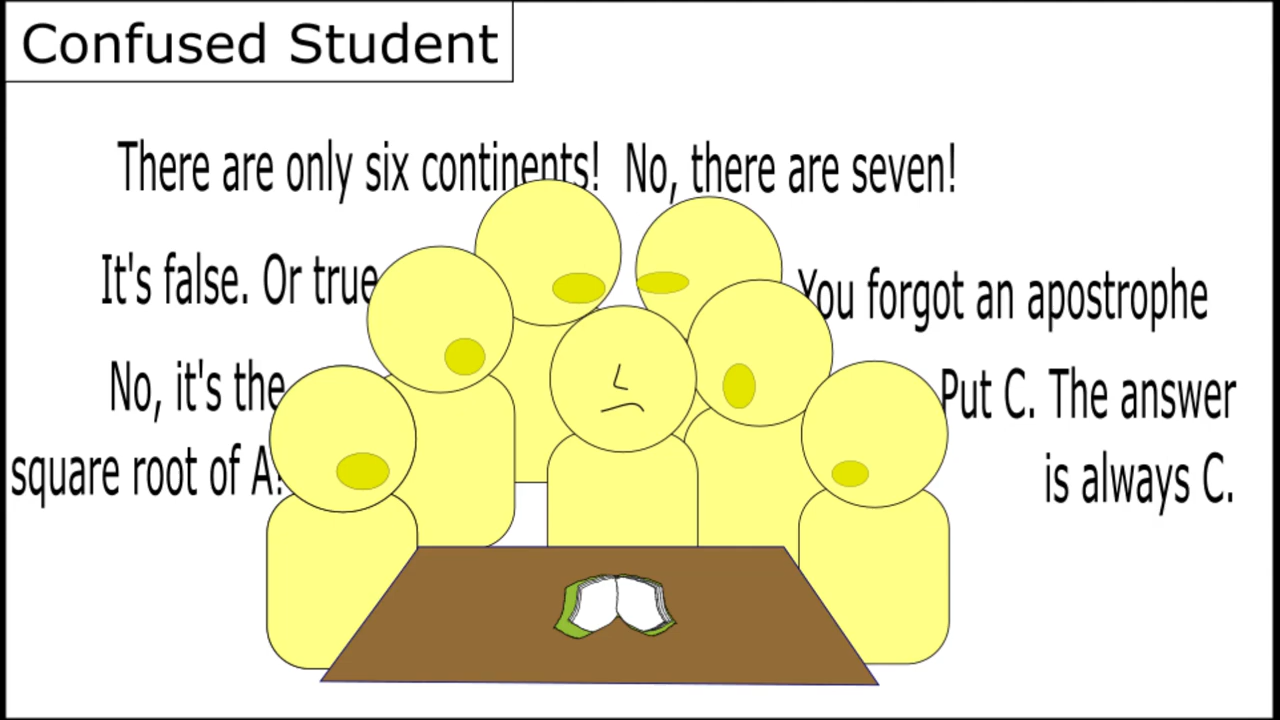 Confused Student
There are only six continents! No, there are seven!
It's false. Or true
You forgot an apostrophe
No, it's the
square root of A!
Put C. The answer
is always C.